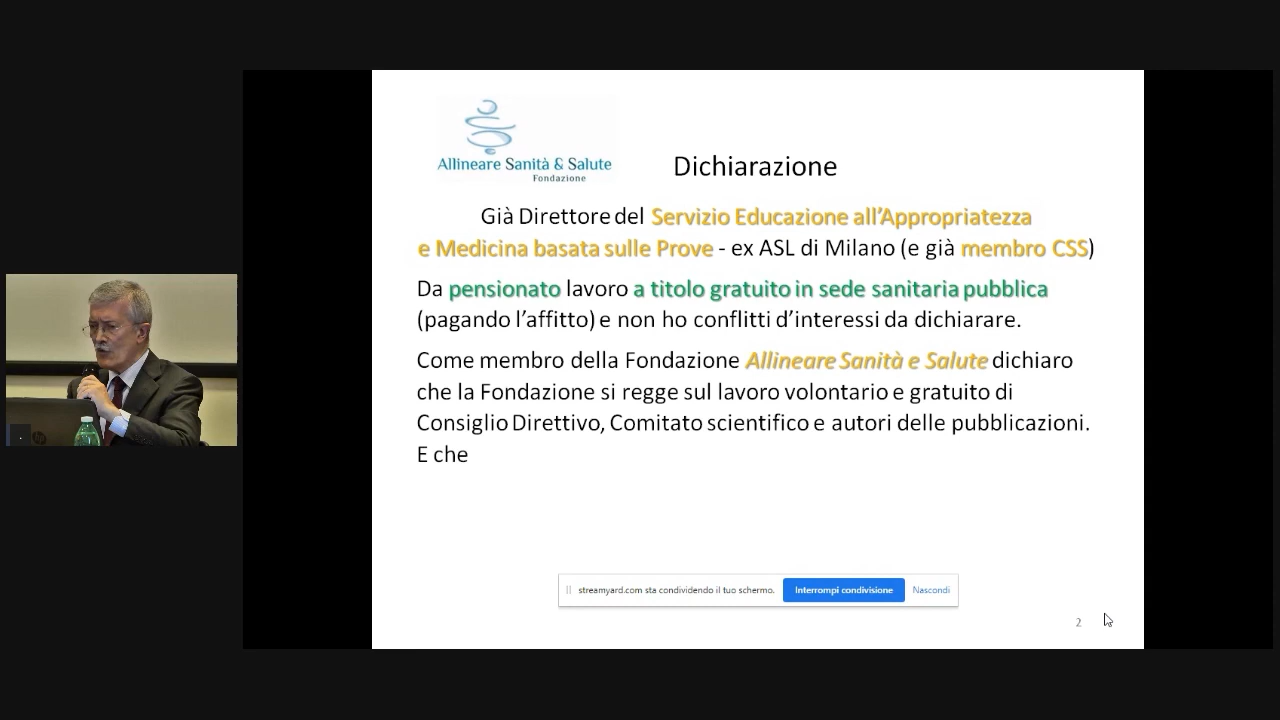 Allineare Sanità & Salute
Fondazione
Dichiarazione
Già Direttore del Servizio Educazione all'Appropriatezza
e Medicina basata sulle Prove - ex ASL di Milano (e già membro CSS)
Da pensionato lavoro a titolo gratuito in sede sanitaria pubblica
(pagando l'affitto) e non ho conflitti d'interessi da dichiarare.
Come membro della Fondazione Allineare Sanità e Salute dichiaro
che la Fondazione si regge sul lavoro volontario e gratuito di
Consiglio Direttivo, Comitato scientifico e autori delle pubblicazioni.
E che
streamyard.com sta condividendo il tuo schermo. Interrompi condivisione Nascondi
2
hp